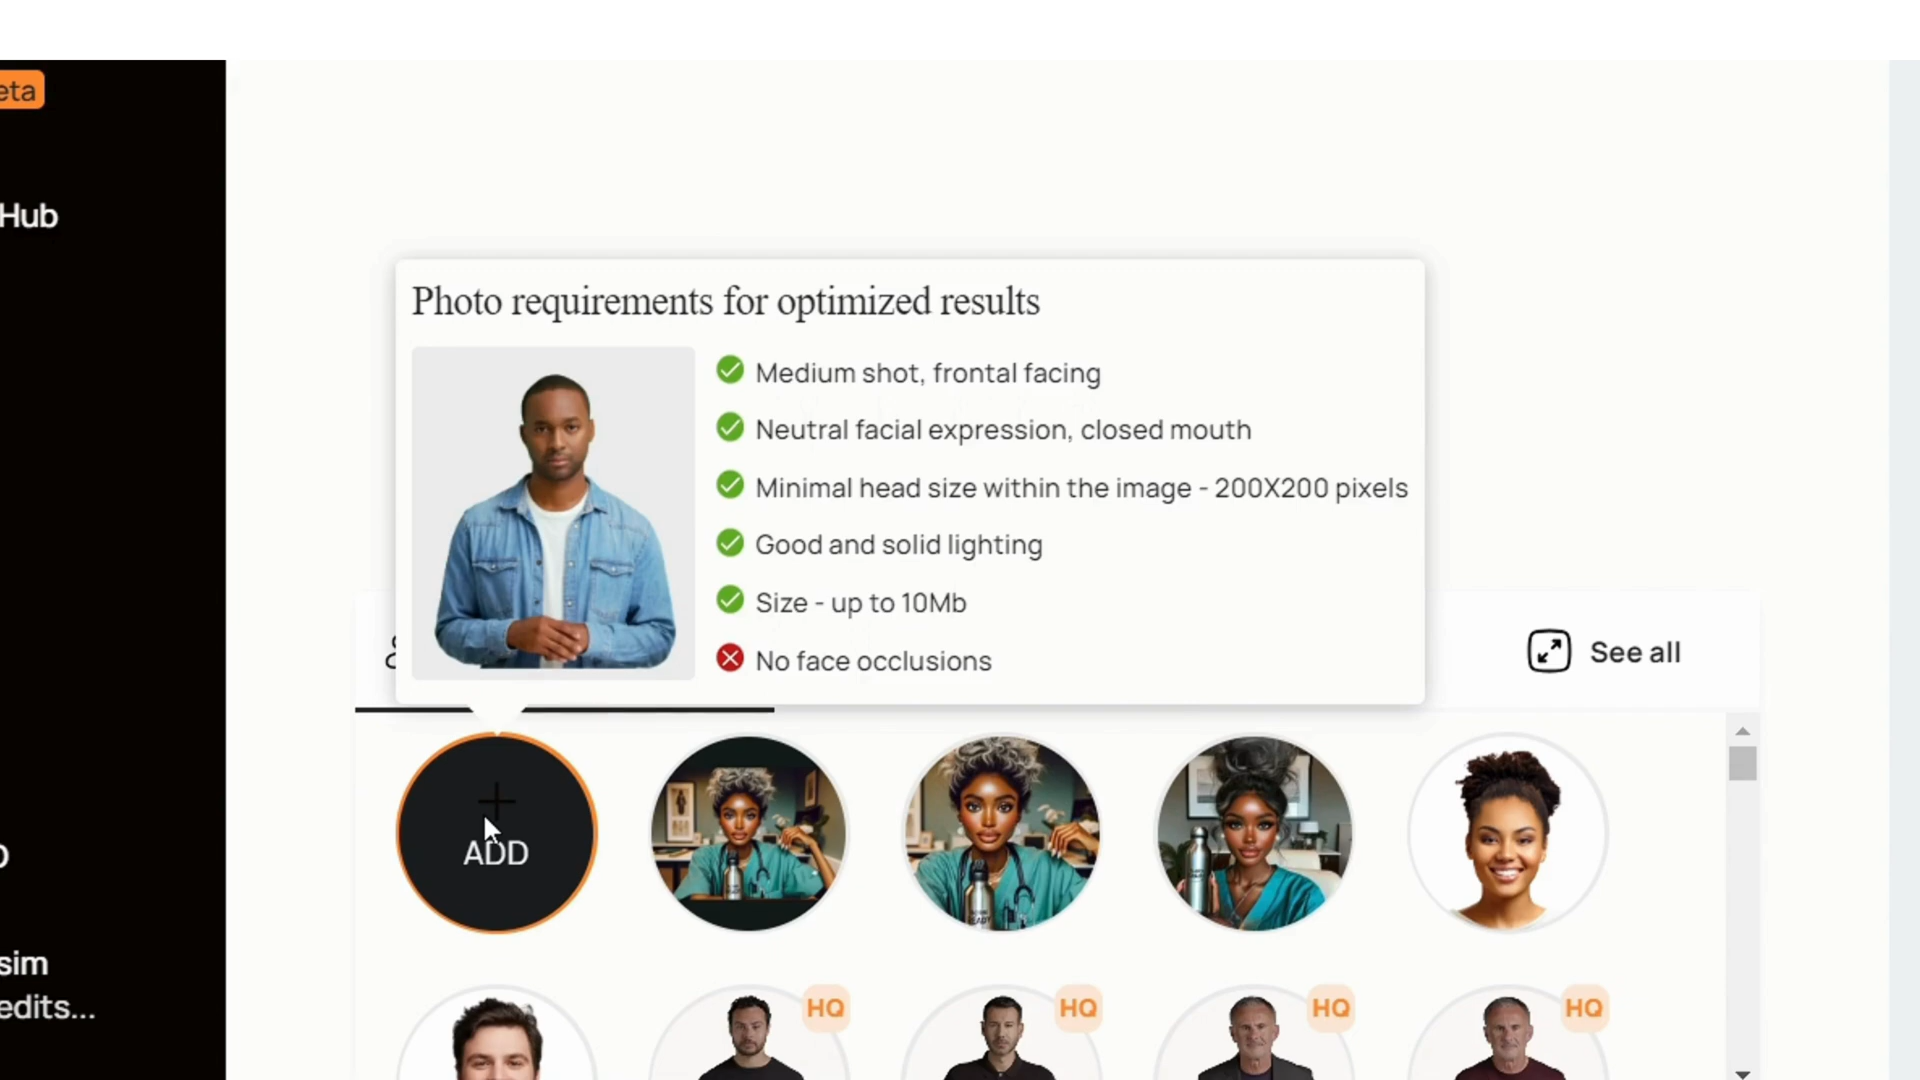 eta
Hub
Photo requirements for optimized results
Medium shot, frontal facing
Neutral facial expression, closed mouth
Minimal head size within the image - 200X200 pixels
Good and solid lighting
Size - up to 10Mb
No face occlusions
See all
ADD
sim
edits...
HQ
HQ
HQ
HQ